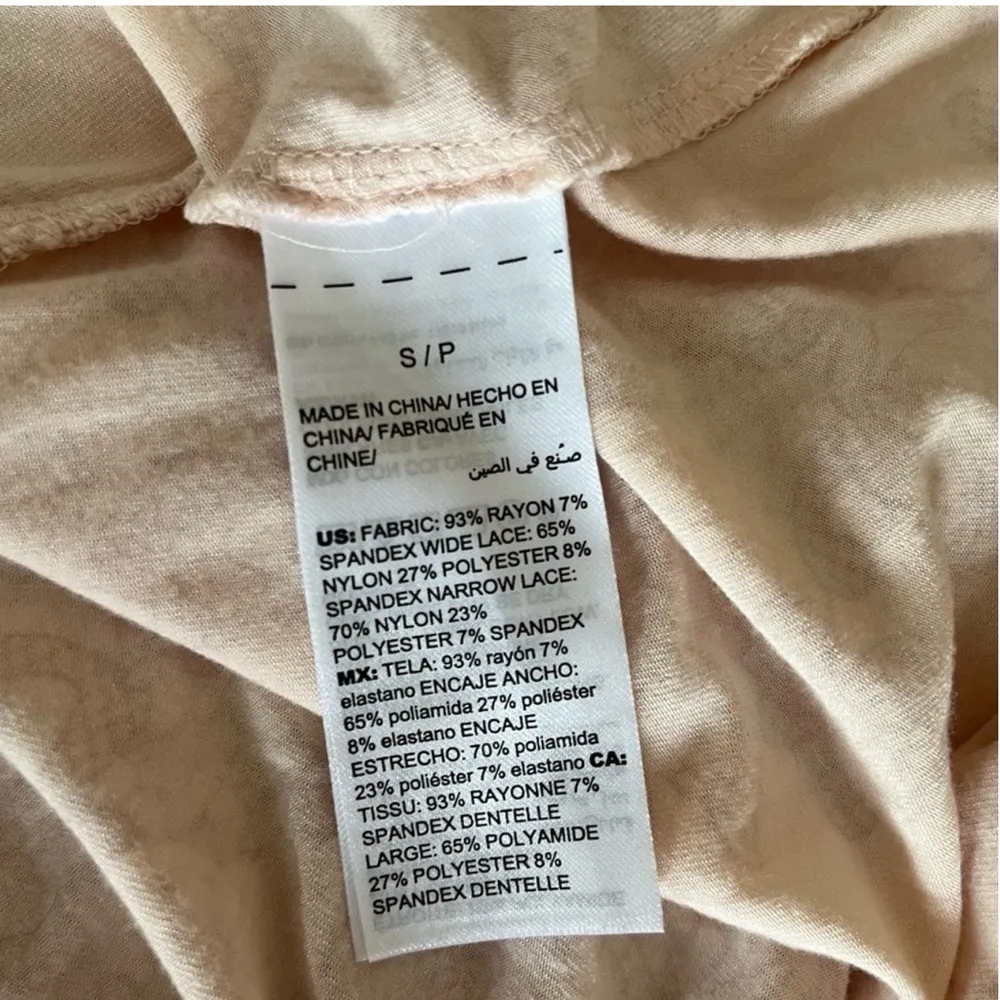 S / P
MADE IN CHINA/ HECHO EN
CHINA/ FABRIQUÉ EN
CHINE/
صُنع في الصين
US: FABRIC: 93% RAYON 7%
SPANDEX WIDE LACE: 65%
NYLON 27% POLYESTER 8%
SPANDEX NARROW LACE:
70% NYLON 23%
POLYESTER 7% SPANDEX
MX: TELA: 93% rayón 7%
elastano ENCAJE ANCHO:
65% poliamida 27% poliéster
8% elastano ENCAJE
ESTRECHO: 70% poliamida
23% poliéster 7% elastano CA:
TISSU: 93% RAYONNE 7%
SPANDEX DENTELLE
LARGE: 65% POLYAMIDE
27% POLYESTER 8%
SPANDEX DENTELLE